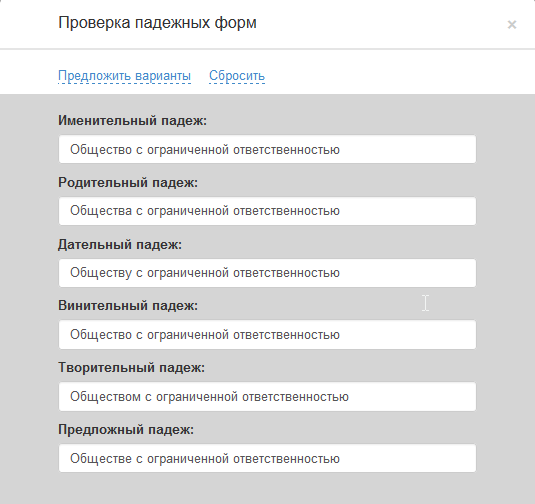 Проверка падежных форм
×
Предложить варианты Сбросить
Именительный падеж:
Общество с ограниченной ответственностью
Родительный падеж:
Общества с ограниченной ответственностью
Дательный падеж:
Обществу с ограниченной ответственностью
Винительный падеж:
Общество с ограниченной ответственностью
Творительный падеж:
Обществом с ограниченной ответственностью
Предложный падеж:
Обществе с ограниченной ответственностью